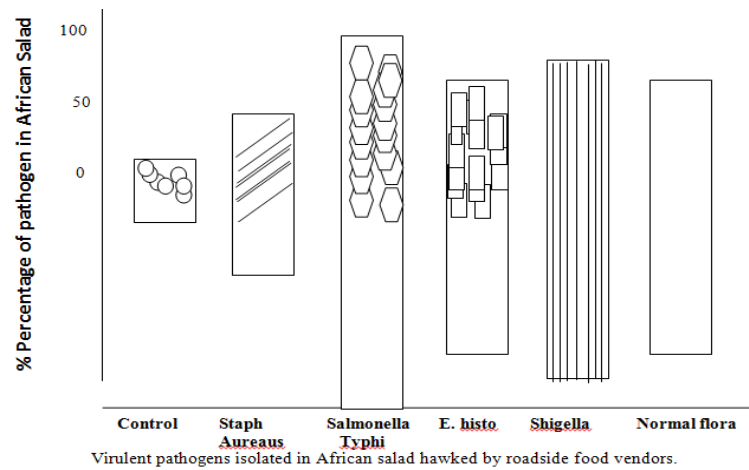 % Percentage of pathogen in African Salad
100
50
0
Control
Staph Aureaus
Salmonella Typhi
E. histo
Shigella
Normal flora
Virulent pathogens isolated in African salad hawked by roadside food vendors.